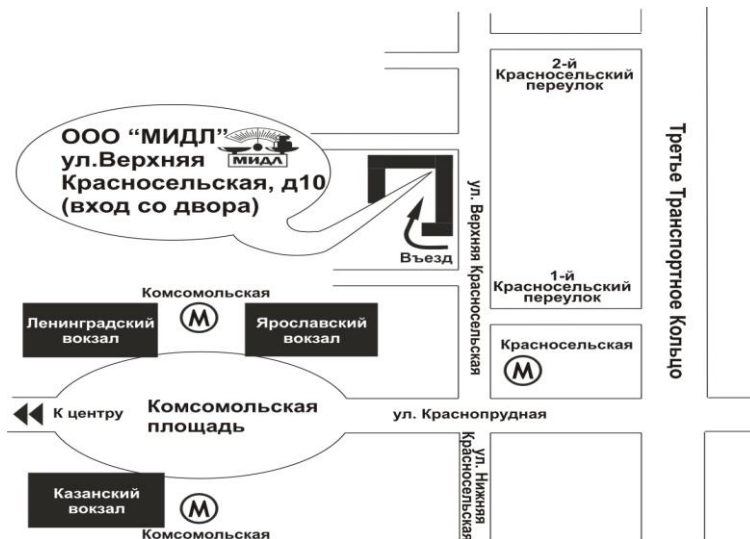 2-й
Красносельский
переулок
ООО “МИДЛ”
МИДЛ
ул.Верхняя
Красносельская, д10
(вход со двора)
Третье Транспортное Кольцо
ул. Верхняя Красносельская
Въезд
1-й
Красносельский
переулок
Комсомольская
М
Ленинградский
вокзал
Ярославский
вокзал
Красносельская
М
К центру
Комсомольская
площадь
ул. Краснопрудная
ул. Нижняя
Красносельская
Казанский
вокзал
М
Комсомольская